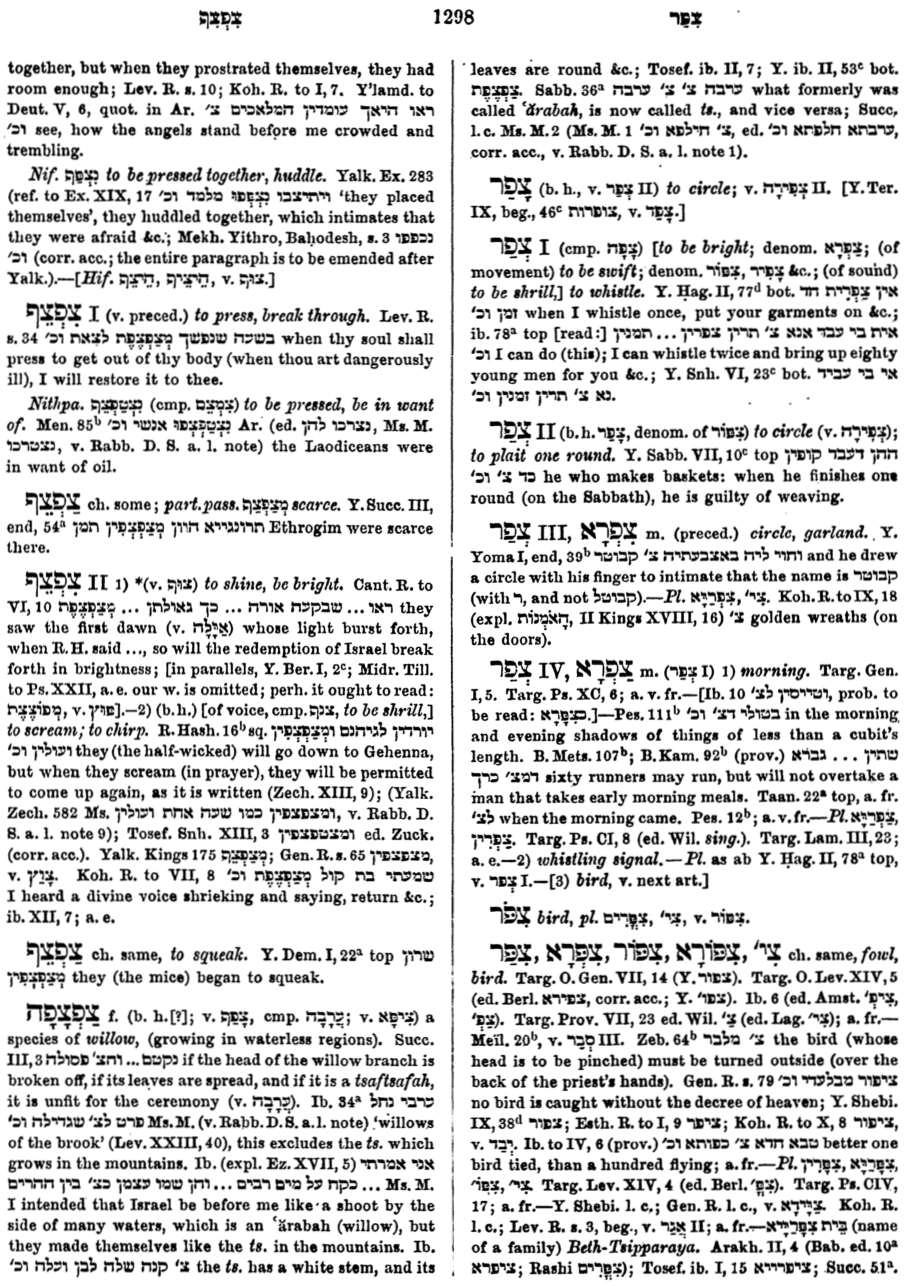 צִפְצֵף 1298 צִפַּר
together, but when they prostrated themselves, they had
room enough; Lev. R. s. 10; Koh. R. to I, 7. Y'lamd. to
Deut. V, 6, quot. in Ar. ראו היאך עומדין המלאכים צ'
וכ' see, how the angels stand before me crowded and
trembling.
Nif. נִצְפַּף to be pressed together, huddle. Yalk. Ex. 283
(ref. to Ex. XIX, 17 ויתיצבו נִצְפְּפוּ מלמד וכ' 'they placed
themselves', they huddled together, which intimates that
they were afraid &c.; Mekh. Yithro, Baḥodesh, s. 3 נכפפו
וכ' (corr. acc.; the entire paragraph is to be emended after
Yalk.).—[Hif. הֵצִיף, הֵיצִיף, v. צוּף.]
צִפְצֵף I (v. preced.) to press, break through. Lev. R.
s. 34 בשעה שנפשך מְצַפְצֶפֶת לצאת וכ' when thy soul shall
press to get out of thy body (when thou art dangerously
ill), I will restore it to thee.
Nithpa. נִצְטַפְצֵף (cmp. צִמְצֵם) to be pressed, be in want
of. Men. 85ᵇ נִצְטַפְצְפוּ אנשי וכ' Ar. (ed. נצרכו להן, Ms. M.
נצטרכו, v. Rabb. D. S. a. l. note) the Laodiceans were
in want of oil.
צַפְצֵף ch. some; part. pass. מְצַפְצַף scarce. Y. Succ. III,
end, 54ᵃ תרונגייא הוון מְצַפְצְפִין תמן Ethrogim were scarce
there.
צִפְצֵף II 1) *(v. צוּף) to shine, be bright. Cant. R. to
VI, 10 ראו ... שבקעה אורה ... כך גאולתן ... מְצַפְצֶפֶת they
saw the first dawn (v. אַיָּלָה) whose light burst forth,
when R. H. said ..., so will the redemption of Israel break
forth in brightness; [in parallels, Y. Ber. I, 2ᶜ; Midr. Till.
to Ps. XXII, a. e. our w. is omitted; perh. it ought to read:
מְפוֹצֶצֶת, v. פּוּץ].—2) (b. h.) [of voice, cmp. צנף, to be shrill,]
to scream; to chirp. R. Hash. 16ᵇ sq. יורדין לגיהנם ומְצַפְצְפִין
ועולין וכ' they (the half-wicked) will go down to Gehenna,
but when they scream (in prayer), they will be permitted
to come up again, as it is written (Zech. XIII, 9); (Yalk.
Zech. 582 Ms. ומצפצפין כמו שעה אחת ועולין, v. Rabb. D.
S. a. l. note 9); Tosef. Snh. XIII, 3 ומצטפצפין ed. Zuck.
(corr. acc.). Yalk. Kings 175 מְצַפְצֵף; Gen. R. s. 65 מצפצפין,
v. צָוַץ. Koh. R. to VII, 8 שמעתי בת קול מְצַפְצֶפֶת וכ'
I heard a divine voice shrieking and saying, return &c.;
ib. XII, 7; a. e.
צַפְצֵף ch. same, to squeak. Y. Dem. I, 22ᵃ top שרון
מְצַפְצְפִין they (the mice) began to squeak.
צַפְצָפָה f. (b. h. [?]; v. צָפַף, cmp. עֲרָבָה; v. צִיפָּא) a
species of willow, (growing in waterless regions). Succ.
III, 3 נקטם ... והצ' פסולה if the head of the willow branch is
broken off, if its leaves are spread, and if it is a tsaftsafah,
it is unfit for the ceremony (v. עֲרָבָה). Ib. 34ᵃ ערבי נחל
פרט לצ' שגדילה וכ' Ms. M. (v. Rabb. D. S. a. l. note) 'willows
of the brook' (Lev. XXIII, 40), this excludes the ts. which
grows in the mountains. Ib. (expl. Ez. XVII, 5) אני אמרתי
כקח על מים רבים ... והן שמו עצמן כצ' בין ההרים ... Ms. M.
I intended that Israel be before me like a shoot by the
side of many waters, which is an ʿărabah (willow), but
they made themselves like the ts. in the mountains. Ib.
צ' קנה שלה לבן ועלה וכ' the ts. has a white stem, and its
leaves are round &c.; Tosef. ib. II, 7; Y. ib. II, 53ᶜ bot.
צַפְצֶפֶת. Sabb. 36ᵃ ערבה צ' צ' ערבה what formerly was
called ʿărabah, is now called ts., and vice versa; Succ.
l. c. Ms. M. 2 (Ms. M. 1 צ' חילפא וכ', ed. ערבתא חלפתא וכ',
corr. acc., v. Rabb. D. S. a. l. note 1).
צָפַר (b. h., v. צָפַר II) to circle; v. צְפִירָה II. [Y. Ter.
IX, beg., 46ᶜ צופרות, v. צָפַד.]
צְפַר I (cmp. צָפָה) [to be bright; denom. צַפְרָא; (of
movement) to be swift; denom. צָפִיר, צִפּוֹר &c.; (of sound)
to be shrill,] to whistle. Y. Ḥag. II, 77ᵈ bot. אין צַפְרִית חד
זמן וכ' when I whistle once, put your garments on &c.;
ib. 78ᵃ top [read:] אית בי עבד אנא צ' תרין צפרין ... תמנין
וכ' I can do (this); I can whistle twice and bring up eighty
young men for you &c.; Y. Snh. VI, 23ᶜ bot. אי בי עביד
נא צ' תרין זמנין וכ'.
צְפַר II (b. h. צָפַר, denom. of צִפּוֹר) to circle (v. צְפִירָה);
to plait one round. Y. Sabb. VII, 10ᶜ top ההן דעבד קופין
כד צ' וכ' he who makes baskets: when he finishes one
round (on the Sabbath), he is guilty of weaving.
צְפַר III, צִפְרָא m. (preced.) circle, garland. Y.
Yoma I, end, 39ᵇ וחוי ליה באצבעתיה צ' קבוטר and he drew
a circle with his finger to intimate that the name is קבוטר
(with ר, and not קבוטל).—Pl. צִפְרַיָּא, צִי'. Koh. R. to IX, 18
(expl. הָאֹמְנוֹת, II Kings XVIII, 16) צ' golden wreaths (on
the doors).
צְפַר IV, צַפְרָא m. (צפר I) 1) morning. Targ. Gen.
I, 5. Targ. Ps. XC, 6; a. v. fr.—[Ib. 10 וטייסין לצ', prob. to
be read: כְּצִפֳּרָא.]—Pes. 111ᵇ בטולי דצ' וכ' in the morning
and evening shadows of things of less than a cubit's
length. B. Mets. 107ᵇ; B. Kam. 92ᵇ (prov.) שתין ... גברא
דמצ' כרך sixty runners may run, but will not overtake a
man that takes early morning meals. Taan. 22ᵃ top, a. fr.
לצ' when the morning came. Pes. 12ᵇ; a. v. fr.—Pl. צַפְרַיָּא,
צַפְרִין. Targ. Ps. CI, 8 (ed. Wil. sing.). Targ. Lam. III, 23;
a. e.—2) whistling signal.—Pl. as ab Y. Ḥag. II, 78ᵃ top,
v. צְפַר I.—[3) bird, v. next art.]
צִפֹּר bird, pl. צִפֳּרִים, צִי', v. צִפּוֹר.
צִפַּר, צִפְּרָא, צִפּוֹר, צִפּוֹרָא, צִי' ch. same, fowl,
bird. Targ. O. Gen. VII, 14 (Y. צפור). Targ. O. Lev. XIV, 5
(ed. Berl. צפירא, corr. acc.; Y. צפו'). Ib. 6 (ed. Amst. צִיפְ',
צִפְ'). Targ. Prov. VII, 23 ed. Wil. צ' (ed. Lag. צִי'); a. fr.—
Meʿil. 20ᵇ, v. סְבַר III. Zeb. 64ᵇ צ' מלבר the bird (whose
head is to be pinched) must be turned outside (over the
back of the priest's hands). Gen. R. s. 79 ציפור מבלעדי וכ'
no bird is caught without the decree of heaven; Y. Shebi.
IX, 38ᵈ צפור; Esth. R. to I, 9 ציפר; Koh. R. to X, 8 ציפור,
v. יְבַד. Ib. to IV, 6 (prov.) טבא חדא צ' כפותא וכ' better one
bird tied, than a hundred flying; a. fr.—Pl. צִפֳּרִין, צִפֳּרַיָּא,
צִי', צִפּוֹ'. Targ. Lev. XIV, 4 (ed. Berl. צִפֳּ'). Targ. Ps. CIV,
17; a. fr.—Y. Shebi. l. c.; Gen. R. l. c., v. צַיְּידָא. Koh. R.
l. c.; Lev. R. s. 3, beg., v. אֲגַר II; a. fr.—בֵּית צִפֳּרַיָּיא (name
of a family) Beth-Tsipparaya. Arakh. II, 4 (Bab. ed. 10ᵃ
ציפרא; Rashi צִפֳּרִים); Tosef. ib. I, 15 ציפרייא; Succ. 51ᵃ.